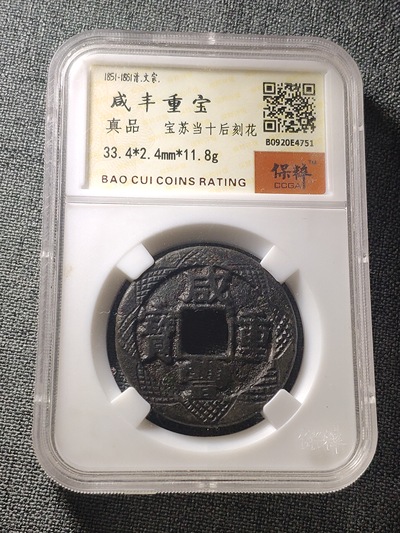 1851-1861清.文宗.
咸丰重宝
真品 宝苏当十后刻花
33.4*2.4mm*11.8g
BAO CUI COINS RATING
B0920E4751
保粹 TM
CCGA
咸
寶 重
豐